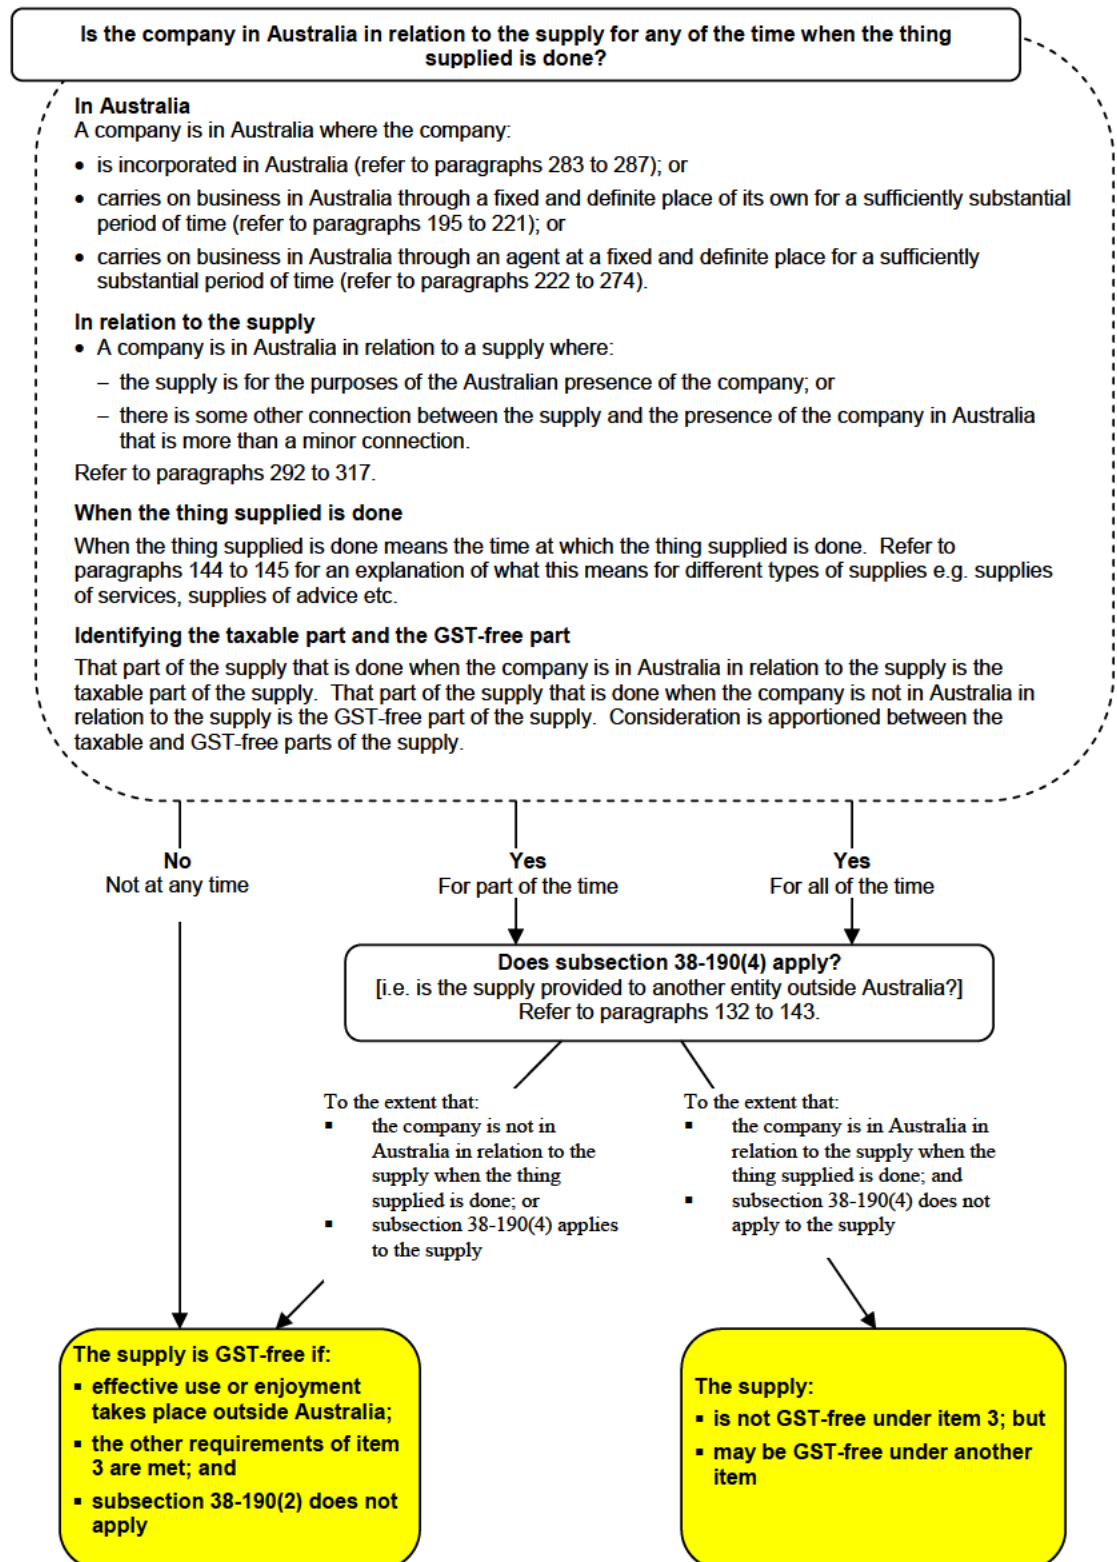 Is the company in Australia in relation to the supply for any of the time when the thing
supplied is done?
In Australia
A company is in Australia where the company:
• is incorporated in Australia (refer to paragraphs 283 to 287); or
• carries on business in Australia through a fixed and definite place of its own for a sufficiently substantial
period of time (refer to paragraphs 195 to 221); or
• carries on business in Australia through an agent at a fixed and definite place for a sufficiently
substantial period of time (refer to paragraphs 222 to 274).
In relation to the supply
• A company is in Australia in relation to a supply where:
– the supply is for the purposes of the Australian presence of the company; or
– there is some other connection between the supply and the presence of the company in Australia
that is more than a minor connection.
Refer to paragraphs 292 to 317.
When the thing supplied is done
When the thing supplied is done means the time at which the thing supplied is done. Refer to
paragraphs 144 to 145 for an explanation of what this means for different types of supplies e.g. supplies
of services, supplies of advice etc.
Identifying the taxable part and the GST-free part
That part of the supply that is done when the company is in Australia in relation to the supply is the
taxable part of the supply. That part of the supply that is done when the company is not in Australia in
relation to the supply is the GST-free part of the supply. Consideration is apportioned between the
taxable and GST-free parts of the supply.
No
Not at any time
Yes
For part of the time
Yes
For all of the time
Does subsection 38-190(4) apply?
[i.e. is the supply provided to another entity outside Australia?]
Refer to paragraphs 132 to 143.
To the extent that:
▪ the company is not in
Australia in relation to the
supply when the thing
supplied is done; or
▪ subsection 38-190(4) applies
to the supply
To the extent that:
▪ the company is in Australia in
relation to the supply when the
thing supplied is done; and
▪ subsection 38-190(4) does not
apply to the supply
The supply is GST-free if:
▪ effective use or enjoyment
takes place outside Australia;
▪ the other requirements of item
3 are met; and
▪ subsection 38-190(2) does not
apply
The supply:
▪ is not GST-free under item 3; but
▪ may be GST-free under another
item